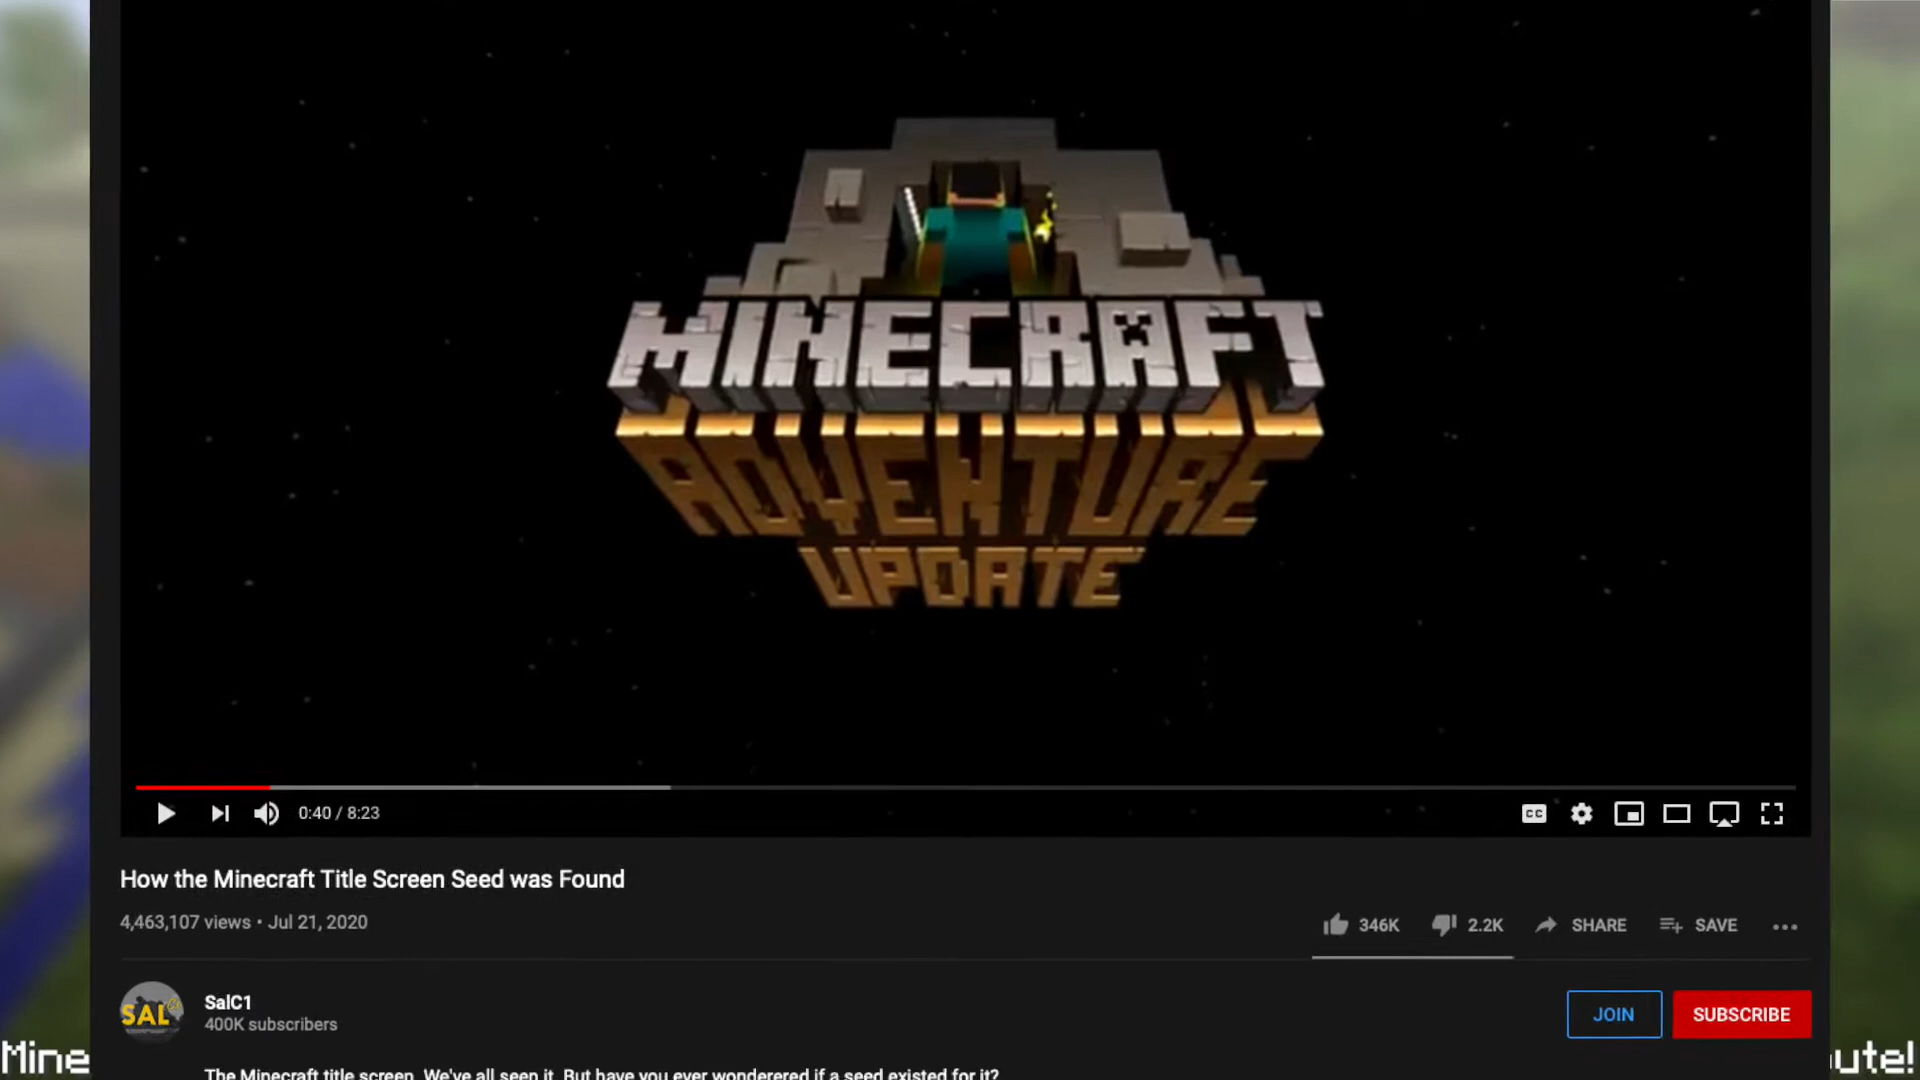 MINECRAFT
ADVENTURE
UPDATE
0:40 / 8:23
CC
How the Minecraft Title Screen Seed was Found
4,463,107 views • Jul 21, 2020
346K
2.2K
SHARE
SAVE
SAL
SalC1
400K subscribers
JOIN
SUBSCRIBE
Mine
ute!
The Minecraft title screen. We've all seen it. But have you ever wonderered if a seed existed for it?